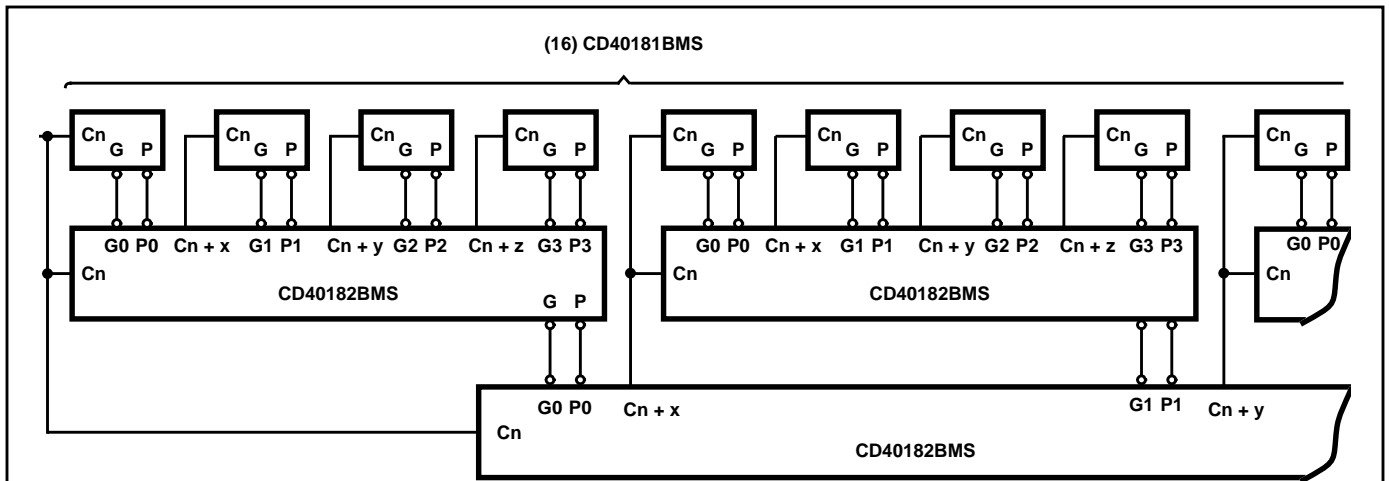 (16) CD40181BMS
Cn Cn Cn Cn Cn Cn Cn Cn Cn
G P G P G P G P G P G P G P G P G P
G0 P0 Cn + x G1 P1 Cn + y G2 P2 Cn + z G3 P3 G0 P0 Cn + x G1 P1 Cn + y G2 P2 Cn + z G3 P3 G0 P0
Cn Cn Cn
CD40182BMS CD40182BMS
G P
G0 P0 Cn + x G1 P1 Cn + y
Cn
CD40182BMS